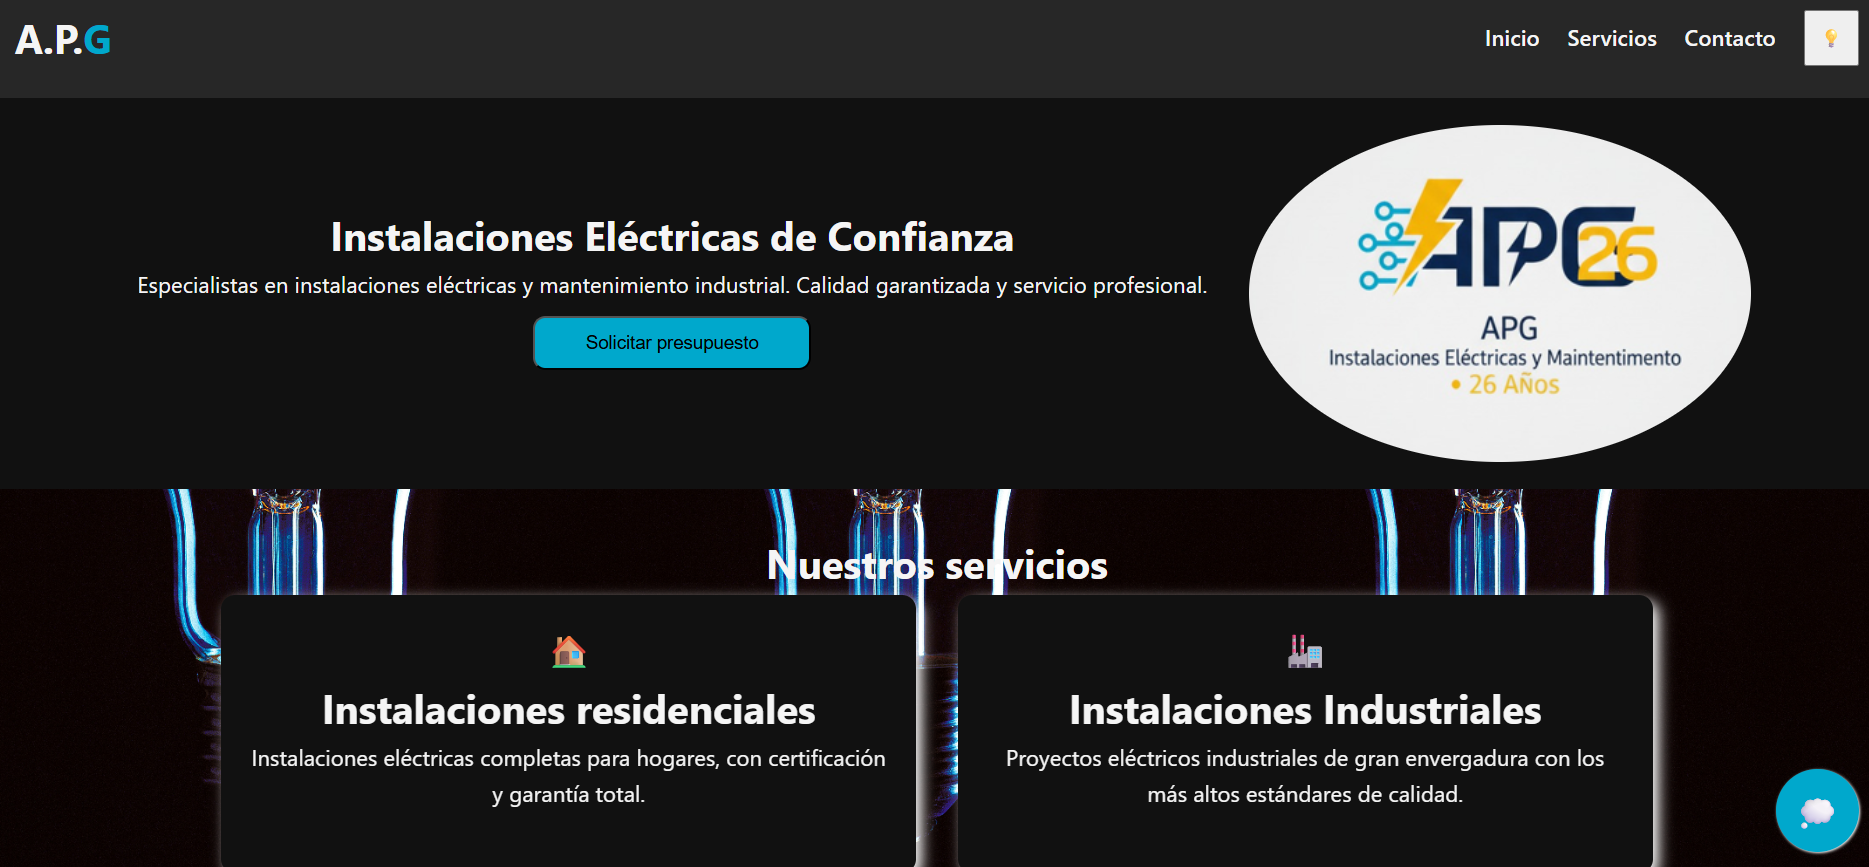 A.P.G
Inicio Servicios Contacto
Instalaciones Eléctricas de Confianza
Especialistas en instalaciones eléctricas y mantenimiento industrial. Calidad garantizada y servicio profesional.
Solicitar presupuesto
APG26
APG
Instalaciones Eléctricas y Maintentimento
• 26 AÑOS
Nuestros servicios
Instalaciones residenciales
Instalaciones eléctricas completas para hogares, con certificación
y garantía total.
Instalaciones Industriales
Proyectos eléctricos industriales de gran envergadura con los
más altos estándares de calidad.